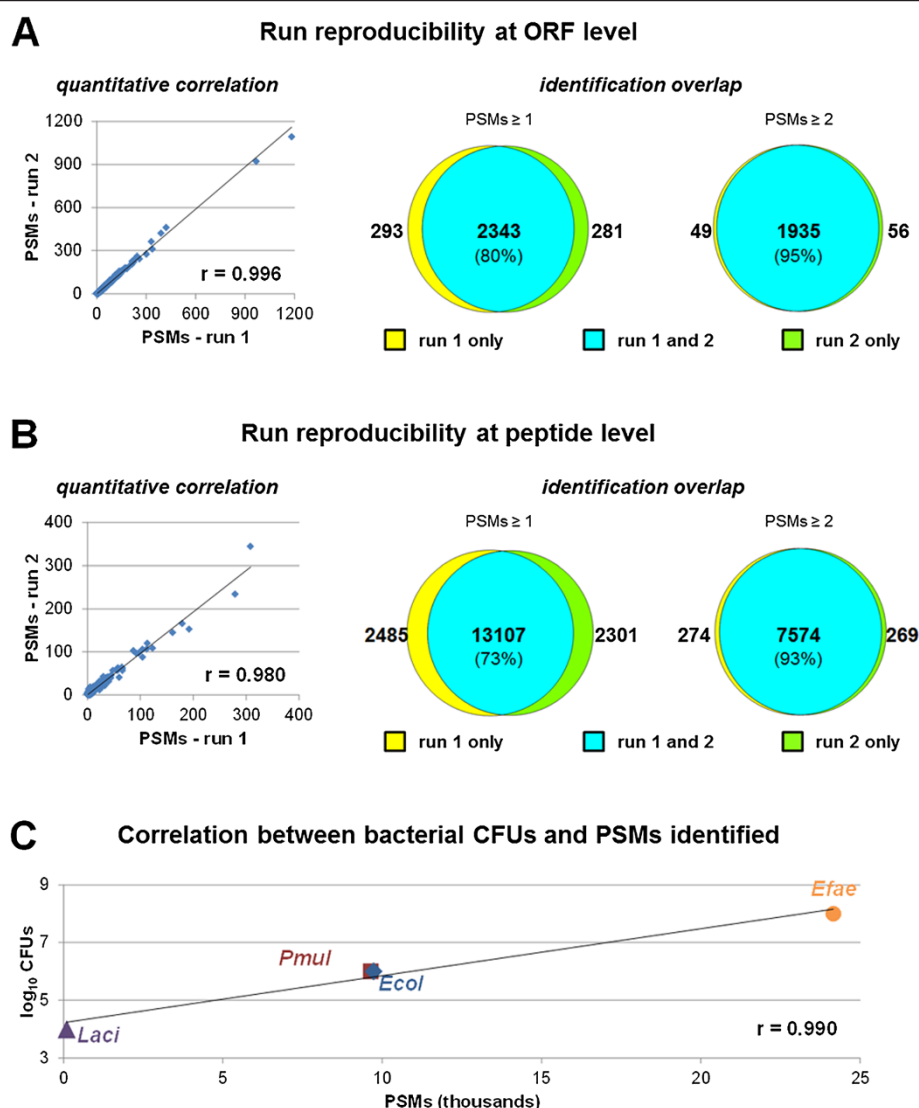 A
Run reproducibility at ORF level
quantitative correlation
identification overlap
PSMs - run 2
1200
900
600
300
0
r = 0.996
0 300 600 900 1200
PSMs - run 1
PSMs ≥ 1
293
2343
(80%)
281
PSMs ≥ 2
49
1935
(95%)
56
run 1 only
run 1 and 2
run 2 only
B
Run reproducibility at peptide level
quantitative correlation
identification overlap
PSMs - run 2
400
300
200
100
0
r = 0.980
0 100 200 300 400
PSMs - run 1
PSMs ≥ 1
2485
13107
(73%)
2301
PSMs ≥ 2
274
7574
(93%)
269
run 1 only
run 1 and 2
run 2 only
C
Correlation between bacterial CFUs and PSMs identified
log10 CFUs
9
7
5
3
Efae
Pmul
Ecol
Laci
r = 0.990
0 5 10 15 20 25
PSMs (thousands)